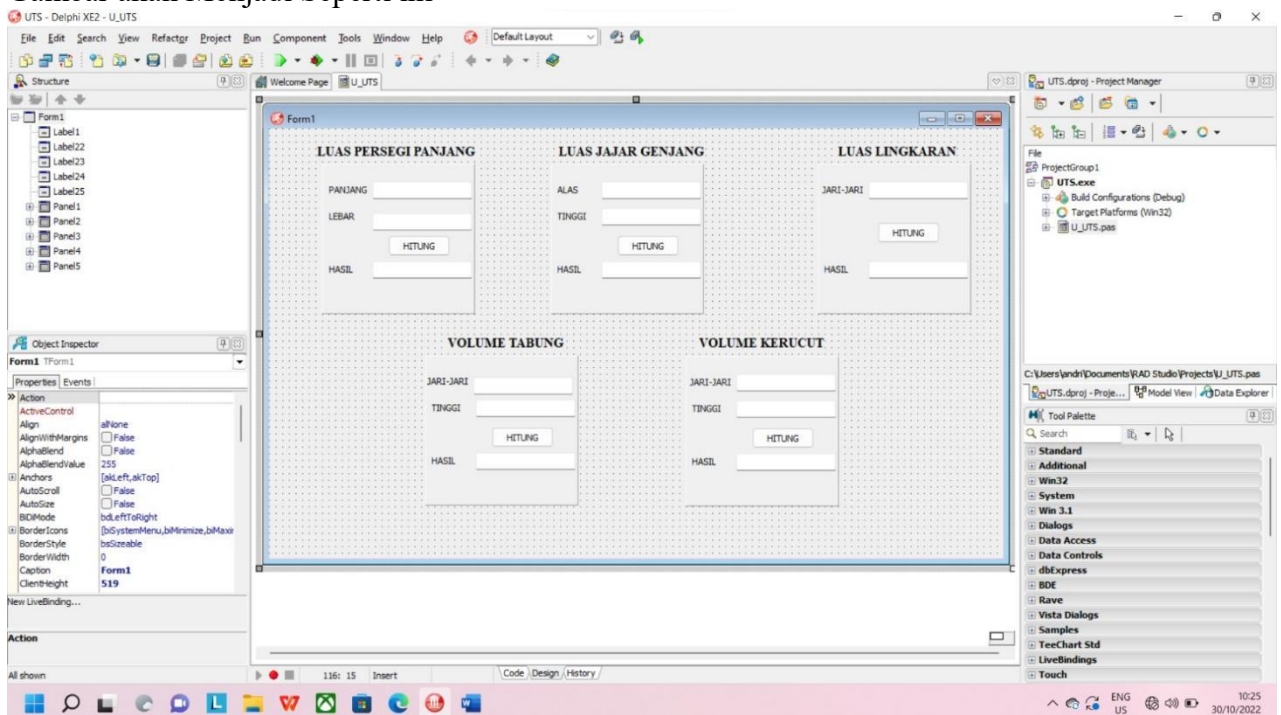 UTS - Delphi XE2 - U_UTS
File Edit Search View Refactor Project Run Component Tools Window Help Default Layout
Structure
Form1
Label1
Label22
Label23
Label24
Label25
Panel1
Panel2
Panel3
Panel4
Panel5
Object Inspector
Form1 TForm1
Properties Events
Action
ActiveControl
Align alNone
AlignWithMargins False
AlphaBlend False
AlphaBlendValue 255
Anchors [akLeft,akTop]
AutoScroll False
AutoSize False
BiDiMode bdLeftToRight
BorderIcons [biSystemMenu,biMinimize,biMaxir
BorderStyle bsSizeable
BorderWidth 0
Caption Form1
ClientHeight 519
New LiveBinding...
Action
All shown
Welcome Page U_UTS
Form1
LUAS PERSEGI PANJANG
PANJANG
LEBAR
HITUNG
HASIL
LUAS JAJAR GENJANG
ALAS
TINGGI
HITUNG
HASIL
LUAS LINGKARAN
JARI-JARI
HITUNG
HASIL
VOLUME TABUNG
JARI-JARI
TINGGI
HITUNG
HASIL
VOLUME KERUCUT
JARI-JARI
TINGGI
HITUNG
HASIL
116: 15 Insert Code Design History
UTS.dproj - Project Manager
File
ProjectGroup1
UTS.exe
Build Configurations (Debug)
Target Platforms (Win32)
U_UTS.pas
C:\Users\andri\Documents\RAD Studio\Projects\U_UTS.pas
UTS.dproj - Proje... Model View Data Explorer
Tool Palette
Search
Standard
Additional
Win32
System
Win 3.1
Dialogs
Data Access
Data Controls
dbExpress
BDE
Rave
Vista Dialogs
Samples
TeeChart Std
LiveBindings
Touch
ENG
US
10:25
30/10/2022